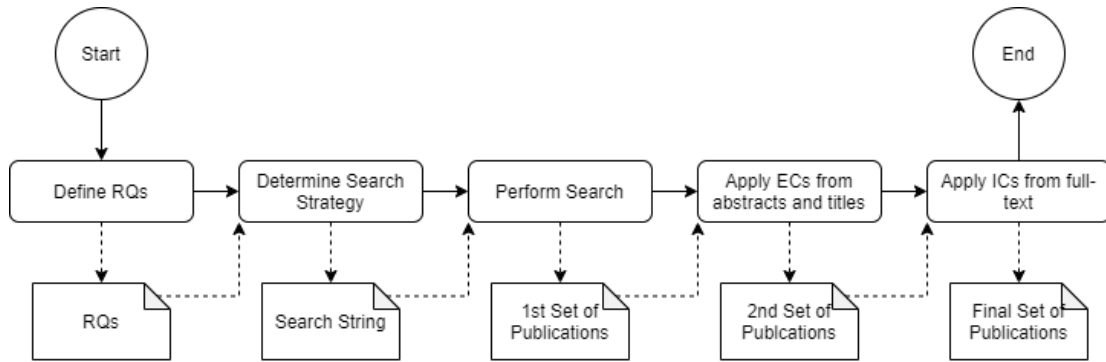 Start
End
Define RQs
Determine Search
Strategy
Perform Search
Apply ECs from
abstracts and titles
Apply ICs from full-
text
RQs
Search String
1st Set of
Publications
2nd Set of
Publcations
Final Set of
Publications